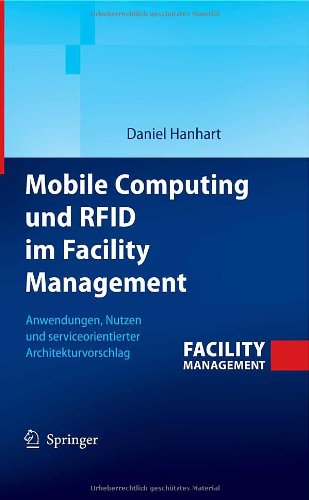 Urheberrechtlich geschütztes Material
Daniel Hanhart
Mobile Computing
und RFID
im Facility
Management
Anwendungen, Nutzen
und serviceorientierter
Architekturvorschlag
FACILITY
MANAGEMENT
Springer
Urheberrechtlich geschütztes Material